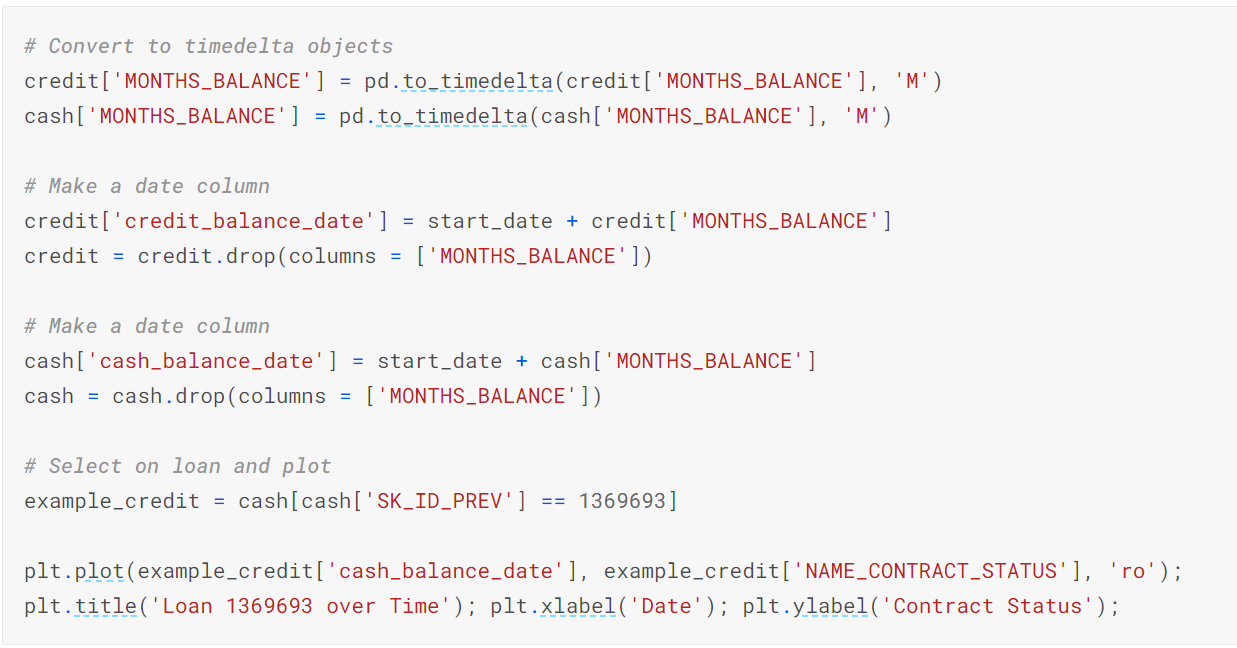 # Convert to timedelta objects
credit['MONTHS_BALANCE'] = pd.to_timedelta(credit['MONTHS_BALANCE'], 'M')
cash['MONTHS_BALANCE'] = pd.to_timedelta(cash['MONTHS_BALANCE'], 'M')
# Make a date column
credit['credit_balance_date'] = start_date + credit['MONTHS_BALANCE']
credit = credit.drop(columns = ['MONTHS_BALANCE'])
# Make a date column
cash['cash_balance_date'] = start_date + cash['MONTHS_BALANCE']
cash = cash.drop(columns = ['MONTHS_BALANCE'])
# Select on loan and plot
example_credit = cash[cash['SK_ID_PREV'] == 1369693]
plt.plot(example_credit['cash_balance_date'], example_credit['NAME_CONTRACT_STATUS'], 'ro');
plt.title('Loan 1369693 over Time'); plt.xlabel('Date'); plt.ylabel('Contract Status');